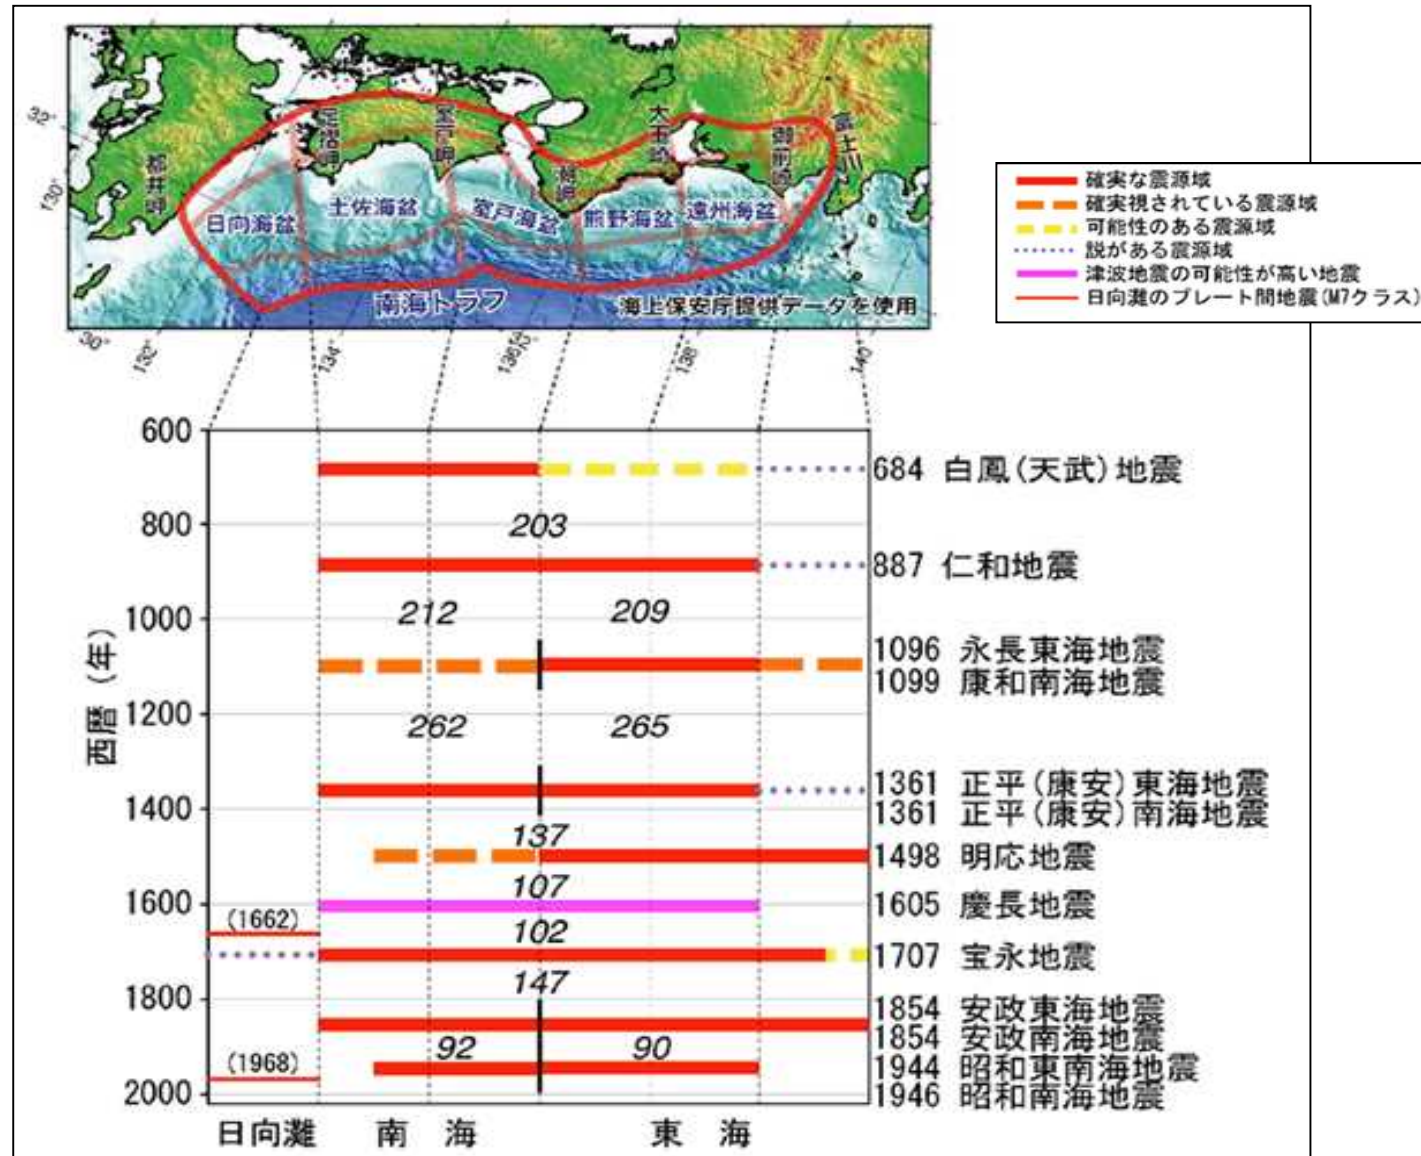 都井岬
足摺岬
室戸岬
潮岬
大王崎
御前崎
富士川
日向海盆
土佐海盆
室戸海盆
熊野海盆
遠州海盆
南海トラフ
海上保安庁提供データを使用
32°
130°
30°
132°
134°
136°
138°
140°
確実な震源域
確実視されている震源域
可能性のある震源域
説がある震源域
津波地震の可能性が高い地震
日向灘のプレート間地震(M7クラス)
西暦(年)
600
800
1000
1200
1400
1600
1800
2000
203
212 209
262 265
137
107
102
147
92 90
(1662)
(1968)
684 白鳳(天武)地震
887 仁和地震
1096 永長東海地震
1099 康和南海地震
1361 正平(康安)東海地震
1361 正平(康安)南海地震
1498 明応地震
1605 慶長地震
1707 宝永地震
1854 安政東海地震
1854 安政南海地震
1944 昭和東南海地震
1946 昭和南海地震
日向灘 南 海 東 海